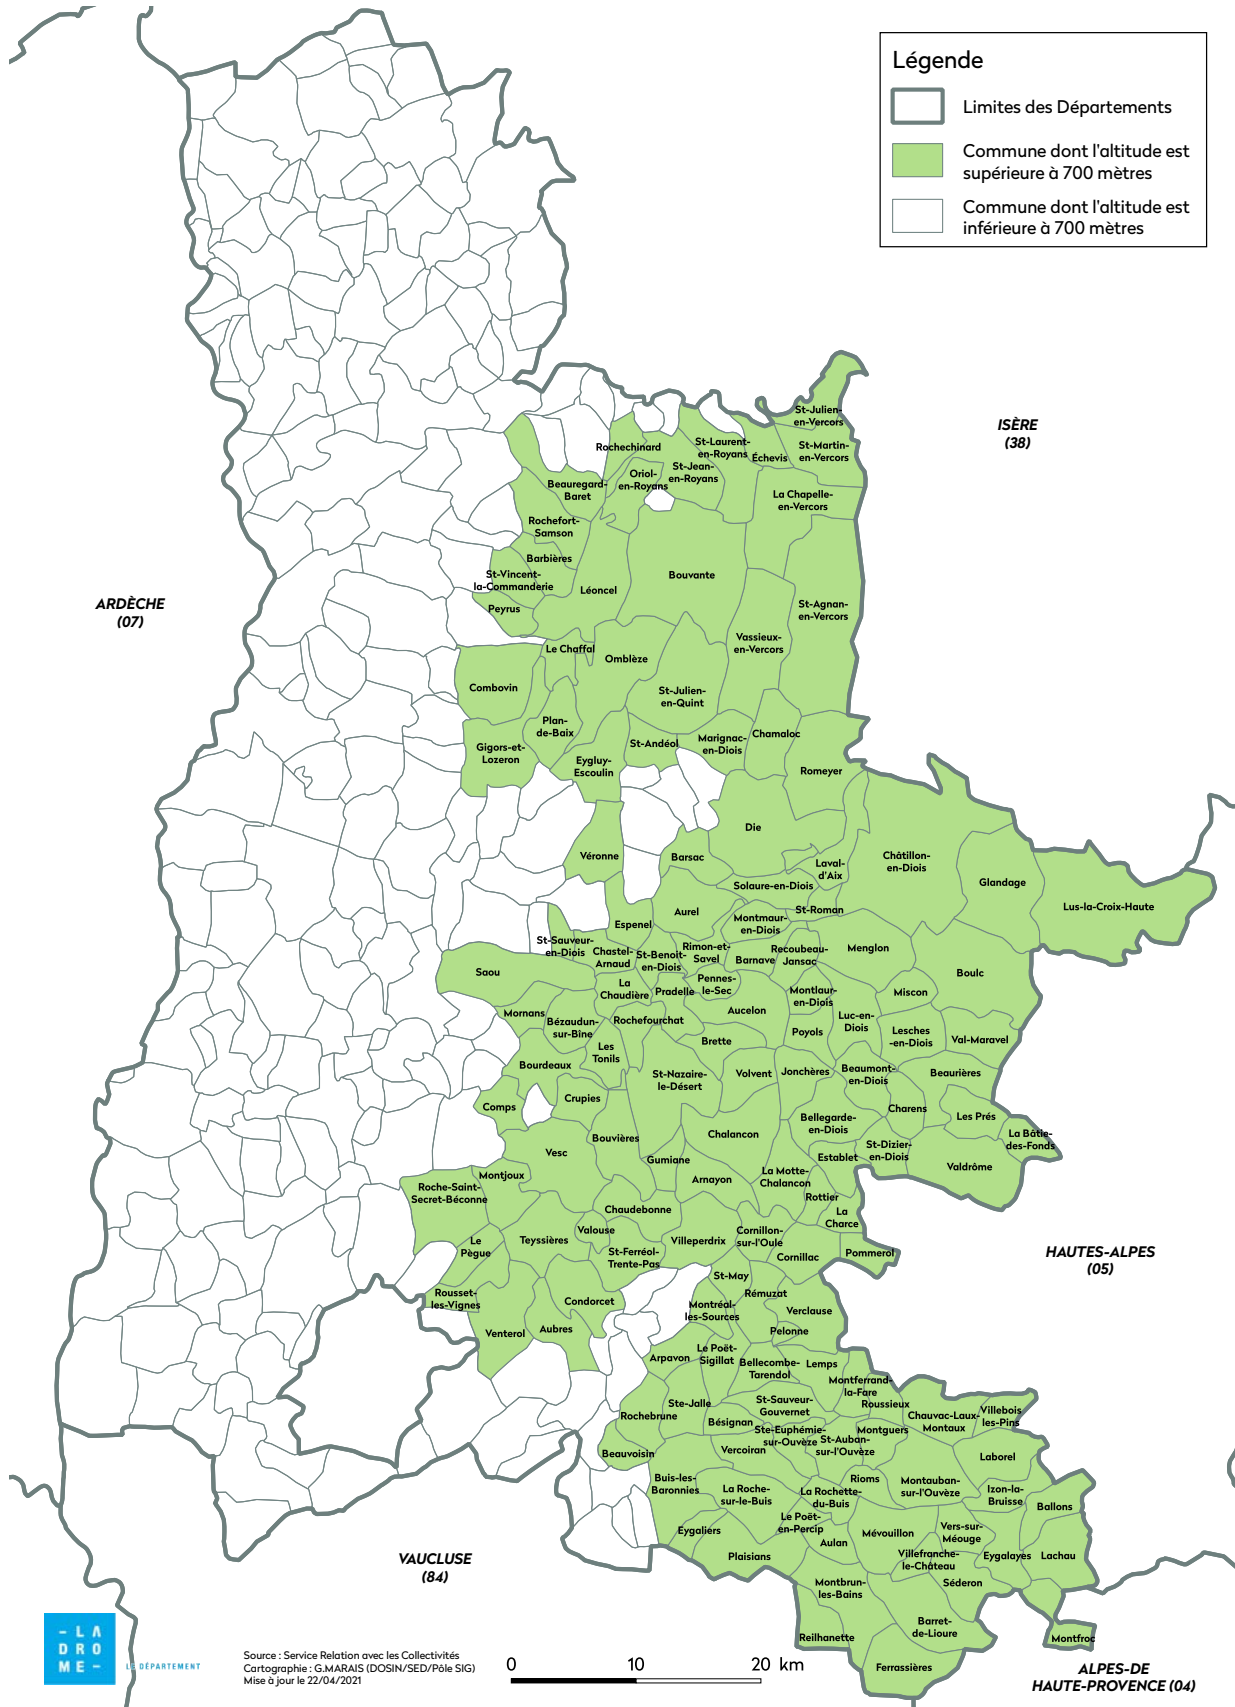 Légende
Limites des Départements
Commune dont l'altitude est
supérieure à 700 mètres
Commune dont l'altitude est
inférieure à 700 mètres
ISÈRE
(38)
ARDÈCHE
(07)
HAUTES-ALPES
(05)
VAUCLUSE
(84)
ALPES-DE
HAUTE-PROVENCE (04)
St-Julien-
en-Vercors
St-Martin-
en-Vercors
St-Laurent-
en-Royans
Échevis
Rochechinard
Oriol-
en-Royans
St-Jean-
en-Royans
La Chapelle-
en-Vercors
Beauregard-
Baret
Rochefort-
Samson
Barbières
St-Vincent-
la-Commanderie
Peyrus
Léoncel
Bouvante
St-Agnan-
en-Vercors
Vassieux-
en-Vercors
Le Chaffal
Omblèze
Combovin
St-Julien-
en-Quint
Plan-
de-Baix
Gigors-et-
Lozeron
Eygluy-
Escoulin
St-Andéol
Marignac-
en-Diois
Chamaloc
Romeyer
Die
Véronne
Barsac
Laval-
d'Aix
Châtillon-
en-Diois
Glandage
Lus-la-Croix-Haute
Solaure-en-Diois
St-Roman
Aurel
Montmaur-
en-Diois
Espenel
St-Sauveur-
en-Diois
Chastel-
Arnaud
St-Benoit-
en-Diois
Rimon-et-
Savel
Barnave
Recoubeau-
Jansac
Menglon
Boulc
Saou
La
Chaudière
Pradelle
Pennes-
le-Sec
Montlaur-
en-Diois
Miscon
Mornans
Bézaudun-
sur-Bîne
Rochefourchat
Aucelon
Luc-en-
Diois
Lesches
-en-Diois
Val-Maravel
Poyols
Brette
Les
Tonils
Bourdeaux
St-Nazaire-
le-Désert
Volvent
Jonchères
Beaumont-
en-Diois
Beaurières
Comps
Crupies
Charens
Les Prés
La Bâtie-
des-Fonds
Bellegarde-
en-Diois
Bouvières
Chalancon
St-Dizier-
en-Diois
Valdrôme
Vesc
Gumiane
Establet
Arnayon
La Motte-
Chalancon
Montjoux
Roche-Saint-
Secret-Béconne
Rottier
La
Charce
Chaudebonne
Valouse
Teyssières
Le
Pègue
St-Ferréol-
Trente-Pas
Villeperdrix
Cornillon-
sur-l'Oule
Cornillac
Pommerol
St-May
Rémuzat
Rousset-
les-Vignes
Condorcet
Montréal-
les-Sources
Verclause
Venterol
Aubres
Pelonne
Arpavon
Le Poët-
Sigillat
Bellecombe-
Tarendol
Lemps
Montferrand-
la-Fare
Roussieux
Ste-Jalle
St-Sauveur-
Gouvernet
Chauvac-Laux-
Montaux
Villebois
les-Pins
Rochebrune
Bésignan
Ste-Euphémie-
sur-Ouvèze
St-Auban-
sur-l'Ouvèze
Montguers
Beauvoisin
Vercoiran
Laborel
Buis-les-
Baronnies
La Roche-
sur-le-Buis
La Rochette-
du-Buis
Rioms
Montauban-
sur-l'Ouvèze
Izon-la-
Bruisse
Ballons
Eygaliers
Le Poët-
en-Percip
Aulan
Mévouillon
Vers-sur-
Méouge
Plaisians
Villefranche-
le-Château
Eygalayes
Lachau
Montbrun-
les-Bains
Séderon
Barret-
de-Lioure
Reilhanette
Ferrassières
Montfroc
- LA
DRO
ME -
LE DÉPARTEMENT
Source : Service Relation avec les Collectivités
Cartographie : G.MARAIS (DOSIN/SED/Pôle SIG)
Mise à jour le 22/04/2021
0 10 20 km